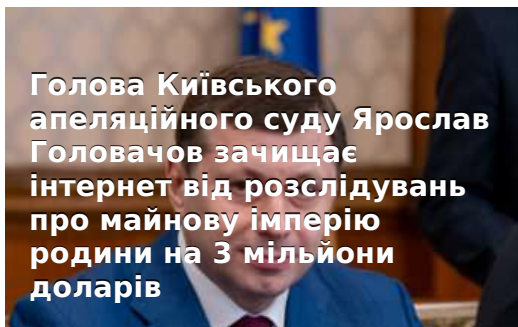 Голова Київського
апеляційного суду Ярослав
Головачов зачищає
інтернет від розслідувань
про майнову імперію
родини на 3 мільйони
доларів